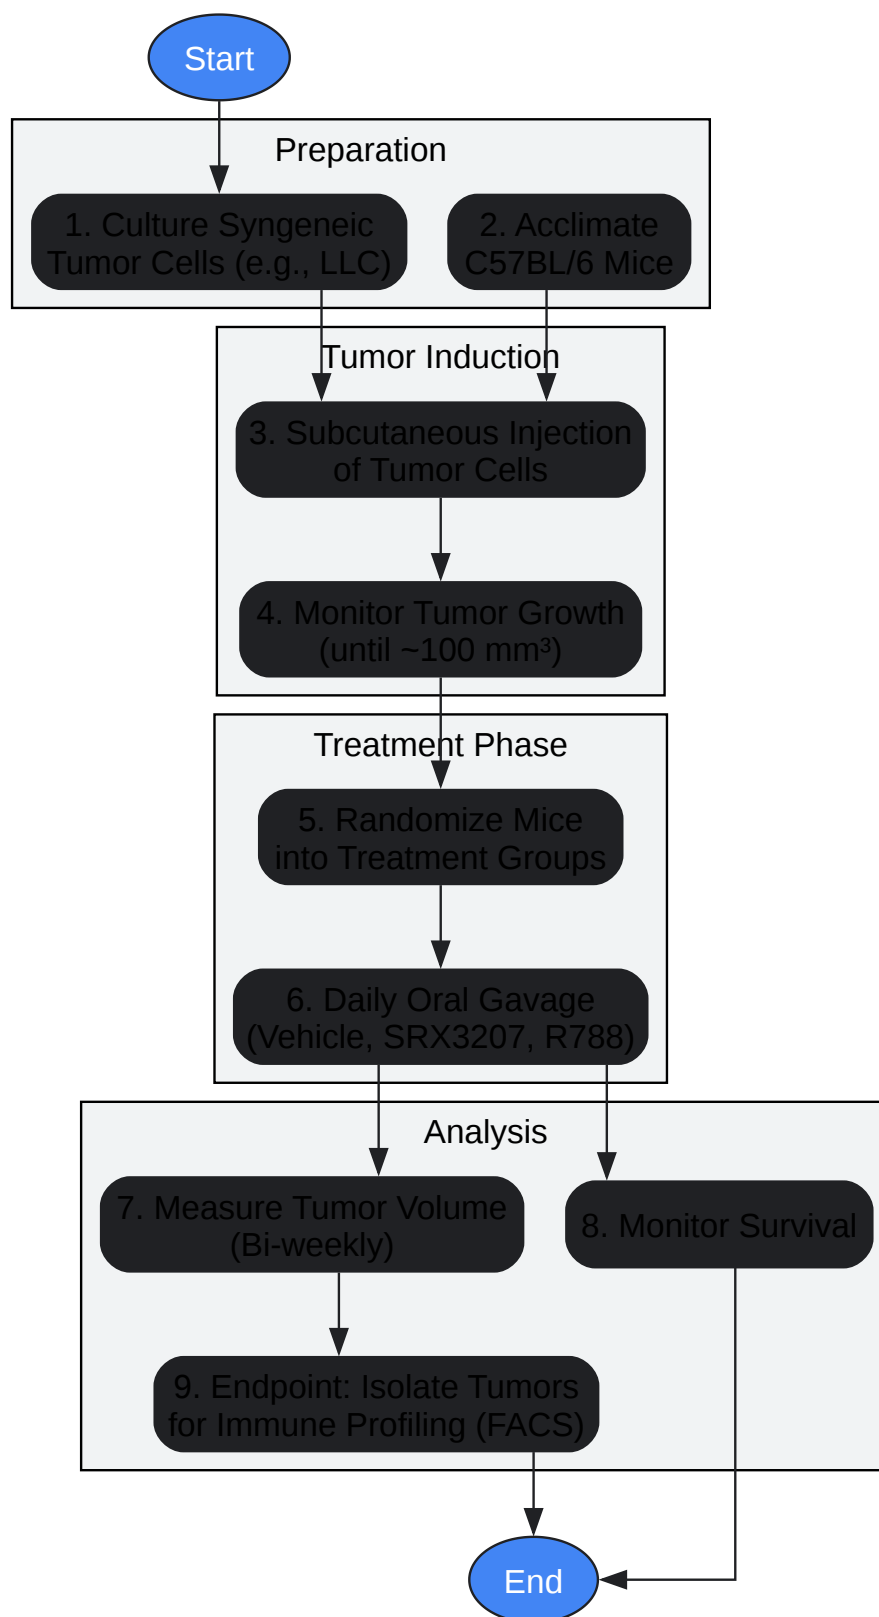 Start
Preparation
1. Culture Syngeneic
Tumor Cells (e.g., LLC)
2. Acclimate
C57BL/6 Mice
Tumor Induction
3. Subcutaneous Injection
of Tumor Cells
4. Monitor Tumor Growth
(until ~100 mm³)
Treatment Phase
5. Randomize Mice
into Treatment Groups
6. Daily Oral Gavage
(Vehicle, SRX3207, R788)
Analysis
7. Measure Tumor Volume
(Bi-weekly)
8. Monitor Survival
9. Endpoint: Isolate Tumors
for Immune Profiling (FACS)
End